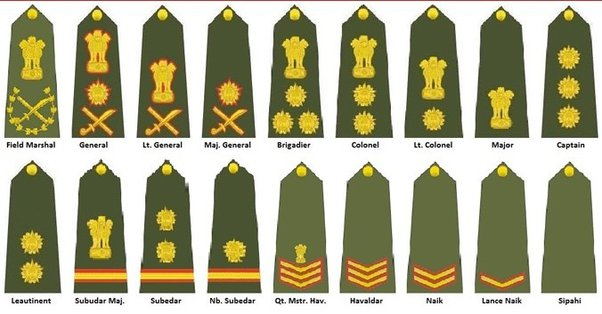 Field Marshal
General
Lt. General
Maj. General
Brigadier
Colonel
Lt. Colonel
Major
Captain
Leautinent
Subudar Maj.
Subedar
Nb. Subedar
Qt. Mstr. Hav.
Havaldar
Naik
Lance Naik
Sipahi